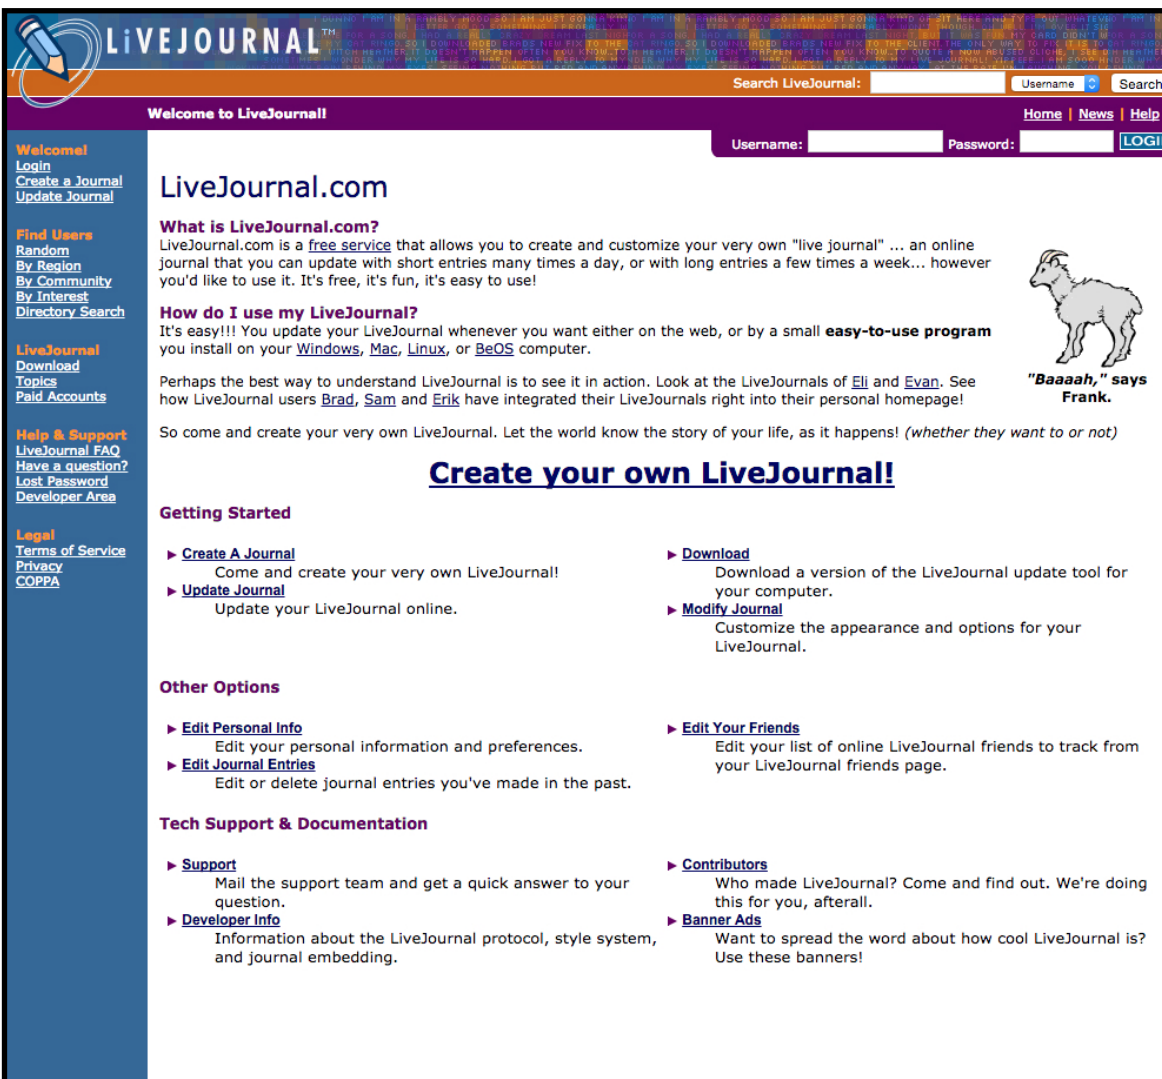 LiVEJOURNAL™
Search LiveJournal:
Username
Search
Welcome to LiveJournal!
Home | News | Help
Username:
Password:
LOGI
Welcome!
Login
Create a Journal
Update Journal
Find Users
Random
By Region
By Community
By Interest
Directory Search
LiveJournal
Download
Topics
Paid Accounts
Help & Support
LiveJournal FAQ
Have a question?
Lost Password
Developer Area
Legal
Terms of Service
Privacy
COPPA
LiveJournal.com
What is LiveJournal.com?
LiveJournal.com is a free service that allows you to create and customize your very own "live journal" ... an online
journal that you can update with short entries many times a day, or with long entries a few times a week... however
you'd like to use it. It's free, it's fun, it's easy to use!
How do I use my LiveJournal?
It's easy!!! You update your LiveJournal whenever you want either on the web, or by a small easy-to-use program
you install on your Windows, Mac, Linux, or BeOS computer.
Perhaps the best way to understand LiveJournal is to see it in action. Look at the LiveJournals of Eli and Evan. See
how LiveJournal users Brad, Sam and Erik have integrated their LiveJournals right into their personal homepage!
"Baaaah," says
Frank.
So come and create your very own LiveJournal. Let the world know the story of your life, as it happens! (whether they want to or not)
Create your own LiveJournal!
Getting Started
Create A Journal
Come and create your very own LiveJournal!
Update Journal
Update your LiveJournal online.
Download
Download a version of the LiveJournal update tool for
your computer.
Modify Journal
Customize the appearance and options for your
LiveJournal.
Other Options
Edit Personal Info
Edit your personal information and preferences.
Edit Journal Entries
Edit or delete journal entries you've made in the past.
Edit Your Friends
Edit your list of online LiveJournal friends to track from
your LiveJournal friends page.
Tech Support & Documentation
Support
Mail the support team and get a quick answer to your
question.
Developer Info
Information about the LiveJournal protocol, style system,
and journal embedding.
Contributors
Who made LiveJournal? Come and find out. We're doing
this for you, afterall.
Banner Ads
Want to spread the word about how cool LiveJournal is?
Use these banners!